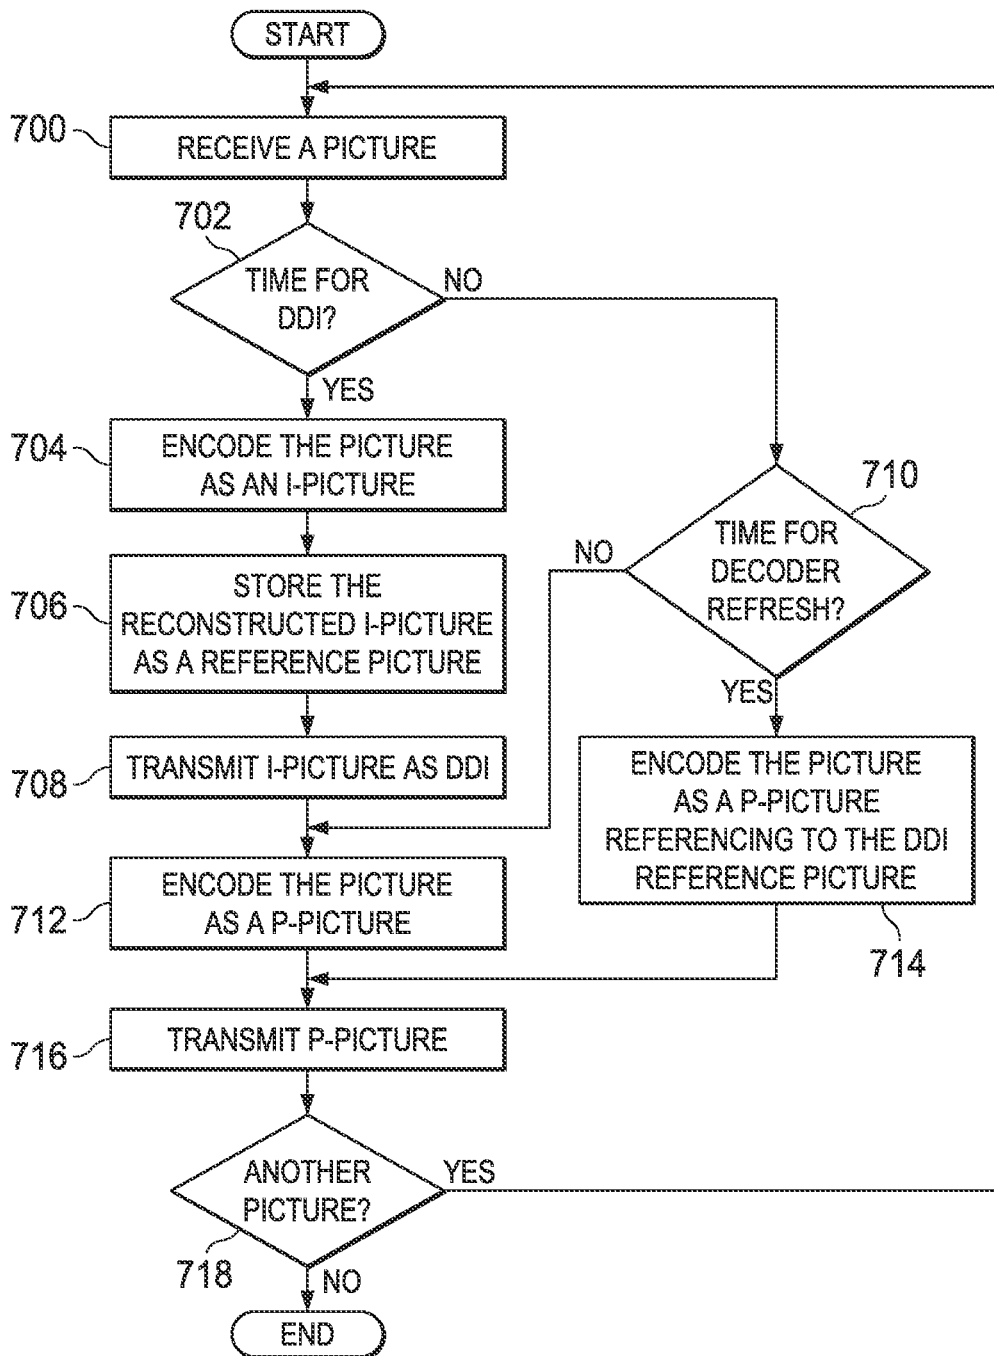 START
700
RECEIVE A PICTURE
702
TIME FOR
DDI?
NO
YES
704
ENCODE THE PICTURE
AS AN I-PICTURE
710
TIME FOR
DECODER
REFRESH?
NO
YES
706
STORE THE
RECONSTRUCTED I-PICTURE
AS A REFERENCE PICTURE
708
TRANSMIT I-PICTURE AS DDI
ENCODE THE PICTURE
AS A P-PICTURE
REFERENCING TO THE DDI
REFERENCE PICTURE
714
712
ENCODE THE PICTURE
AS A P-PICTURE
716
TRANSMIT P-PICTURE
ANOTHER
PICTURE?
YES
718
NO
END